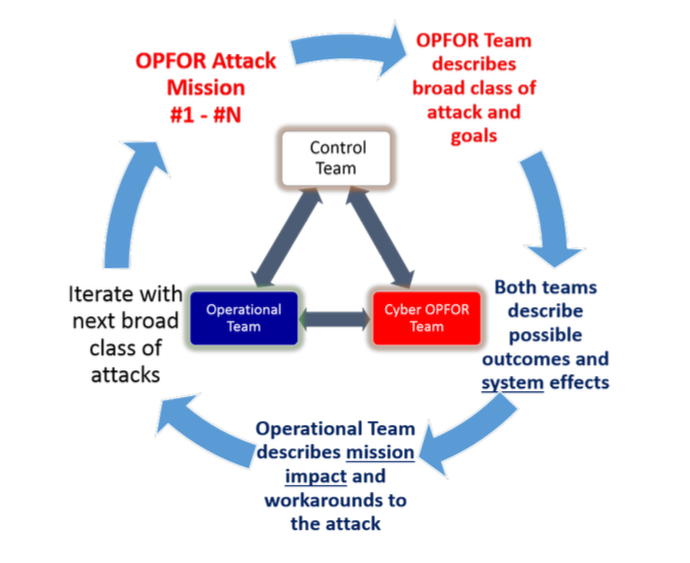 OPFOR Attack
Mission
#1 - #N
OPFOR Team
describes
broad class of
attack and
goals
Control
Team
Operational
Team
Cyber OPFOR
Team
Both teams
describe
possible
outcomes and
system effects
Operational Team
describes mission
impact and
workarounds to
the attack
Iterate with
next broad
class of
attacks